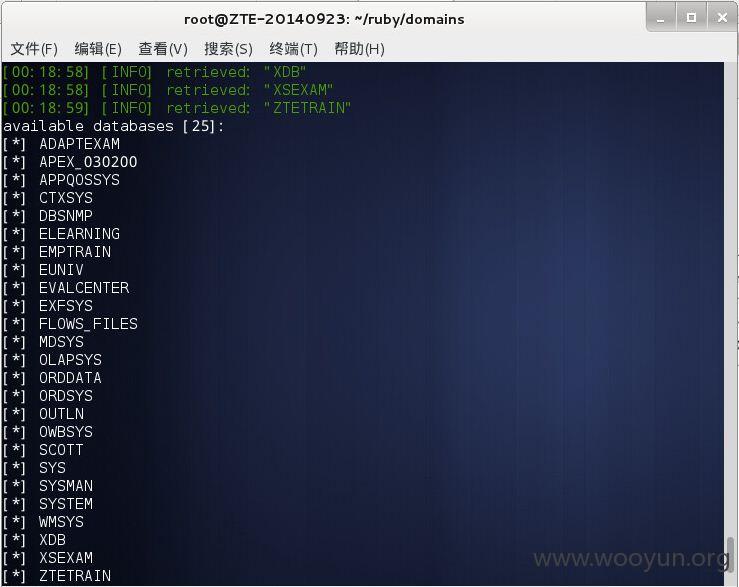 root@ZTE-20140923: ~/ruby/domains
文件(F) 编辑(E) 查看(V) 搜索(S) 终端(T) 帮助(H)
[00:18:58] [INFO] retrieved: "XDB"
[00:18:58] [INFO] retrieved: "XSEXAM"
[00:18:59] [INFO] retrieved: "ZTETRAIN"
available databases [25]:
[*] ADAPTEXAM
[*] APEX_030200
[*] APPQOSSYS
[*] CTXSYS
[*] DBSNMP
[*] ELEARNING
[*] EMPTRAIN
[*] EUNIV
[*] EVALCENTER
[*] EXFSYS
[*] FLOWS_FILES
[*] MDSYS
[*] OLAPSYS
[*] ORDDATA
[*] ORDSYS
[*] OUTLN
[*] OWBSYS
[*] SCOTT
[*] SYS
[*] SYSMAN
[*] SYSTEM
[*] WMSYS
[*] XDB
[*] XSEXAM
[*] ZTETRAIN
www.wooyun.org